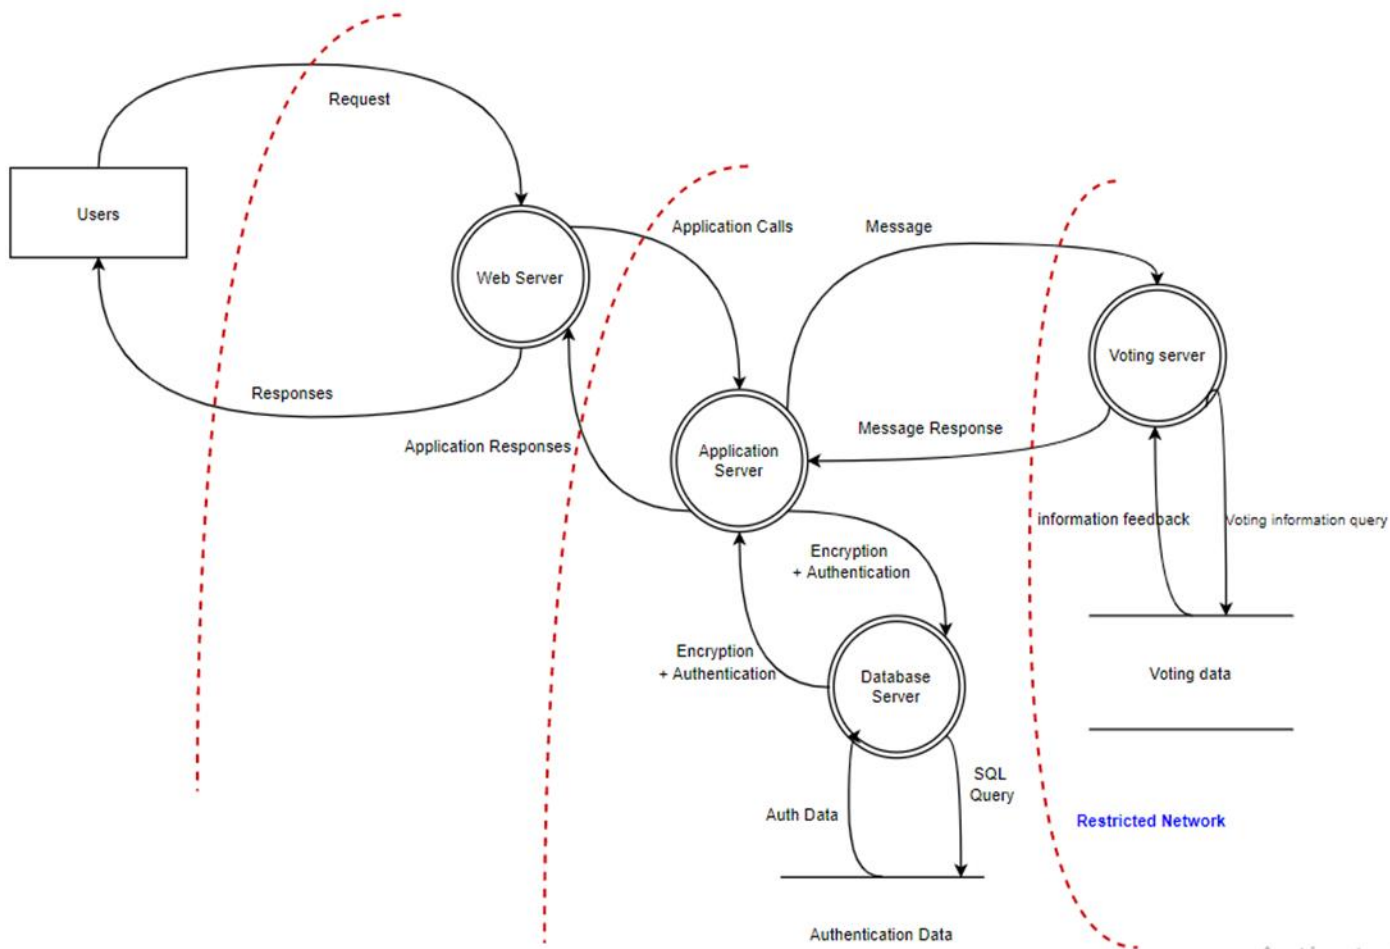 Request
Users
Application Calls
Message
Web Server
Voting server
Responses
Application Responses
Message Response
Application
Server
information feedback
Voting information query
Encryption
+ Authentication
Encryption
+ Authentication
Database
Server
Voting data
SQL
Query
Auth Data
Restricted Network
Authentication Data